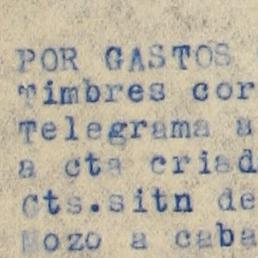 POR GASTOS
Timbres cor
Telegrama a
a cta criad
Cts.sitn de
Mozo a caba